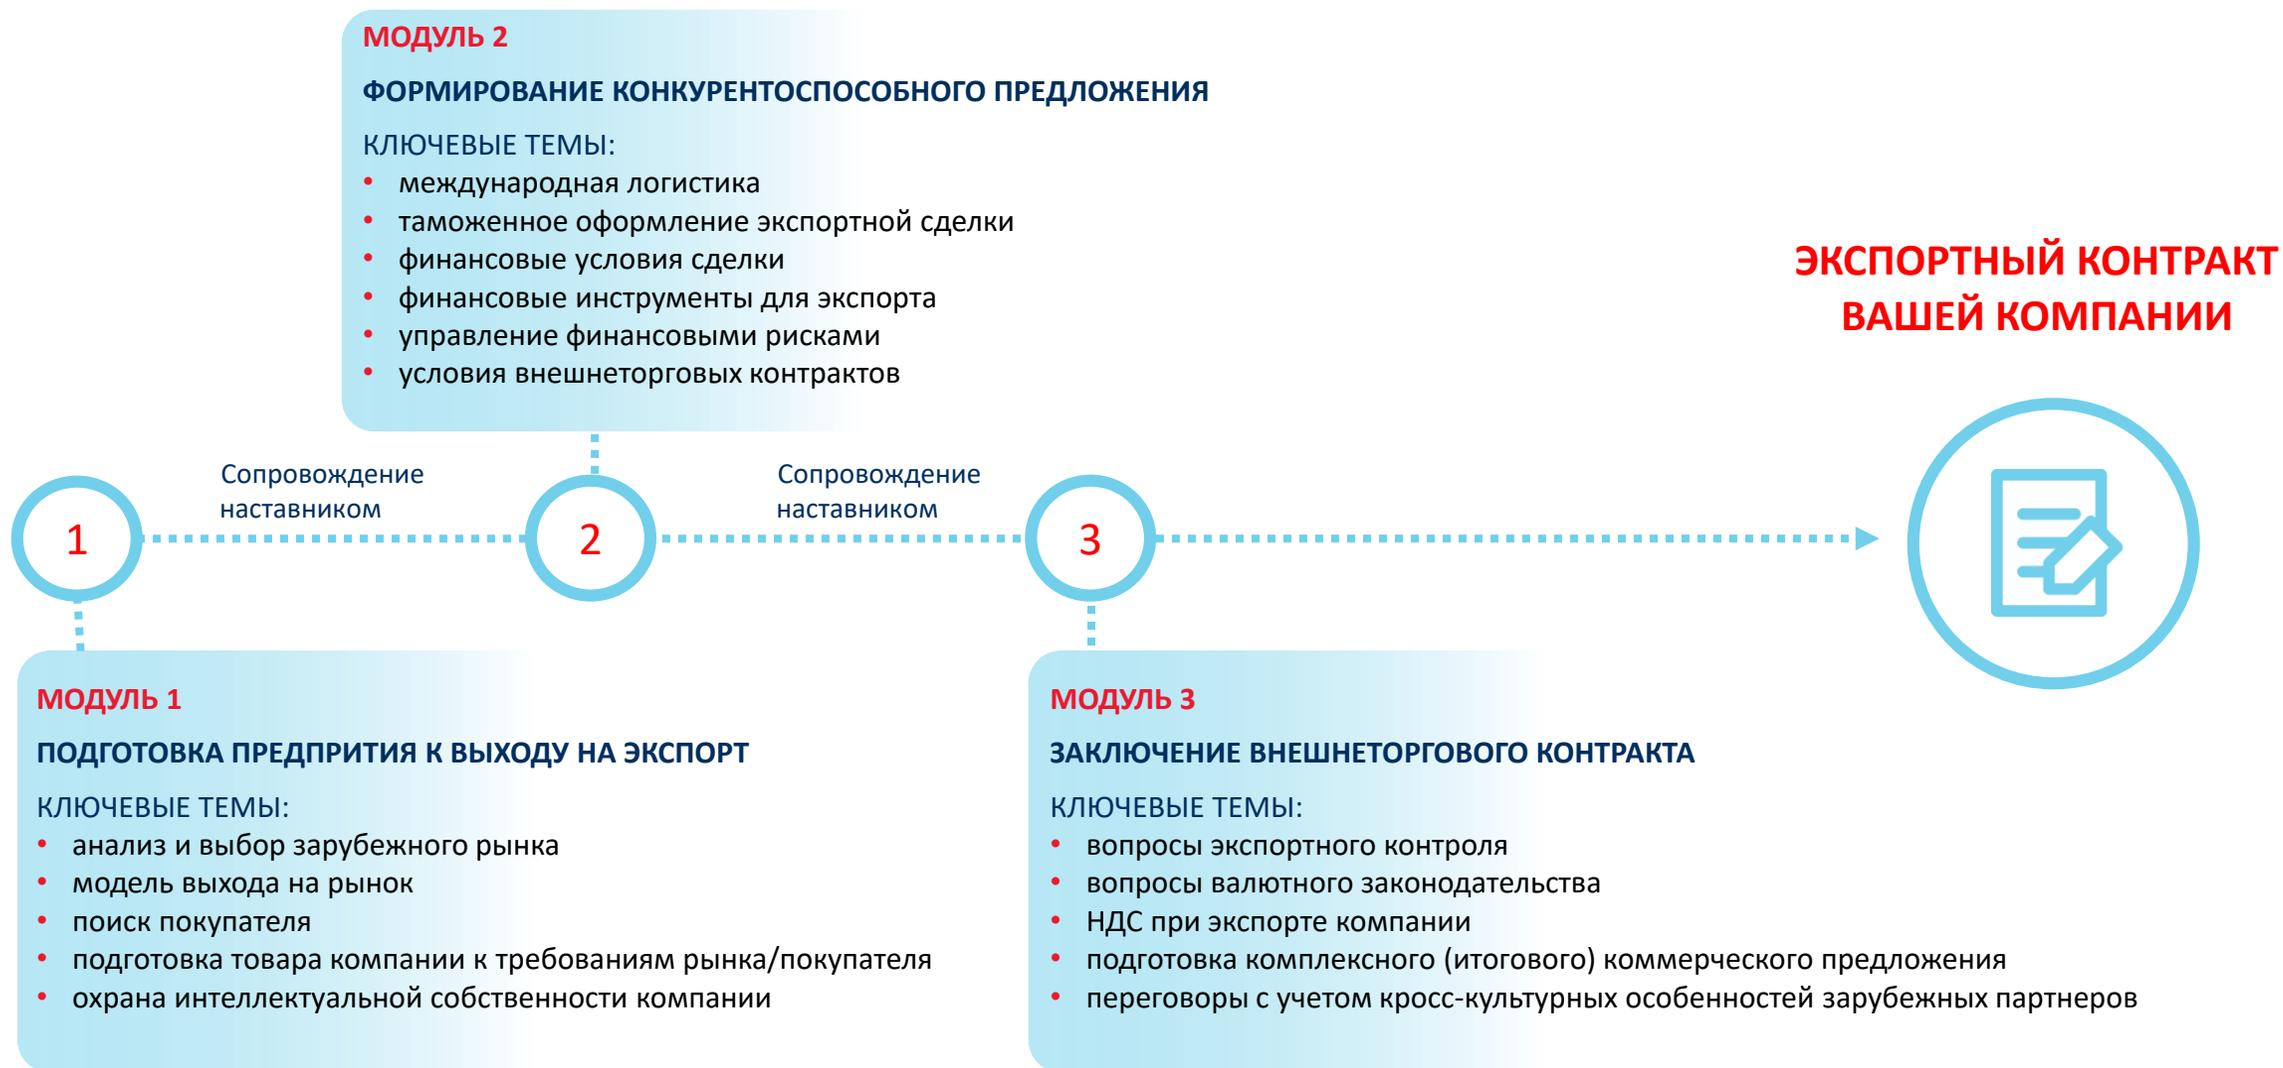 МОДУЛЬ 2
ФОРМИРОВАНИЕ КОНКУРЕНТОСПОСОБНОГО ПРЕДЛОЖЕНИЯ
КЛЮЧЕВЫЕ ТЕМЫ:
• международная логистика
• таможенное оформление экспортной сделки
• финансовые условия сделки
• финансовые инструменты для экспорта
• управление финансовыми рисками
• условия внешнеторговых контрактов
ЭКСПОРТНЫЙ КОНТРАКТ
ВАШЕЙ КОМПАНИИ
1
Сопровождение
наставником
2
Сопровождение
наставником
3
МОДУЛЬ 1
ПОДГОТОВКА ПРЕДПРИТИЯ К ВЫХОДУ НА ЭКСПОРТ
КЛЮЧЕВЫЕ ТЕМЫ:
• анализ и выбор зарубежного рынка
• модель выхода на рынок
• поиск покупателя
• подготовка товара компании к требованиям рынка/покупателя
• охрана интеллектуальной собственности компании
МОДУЛЬ 3
ЗАКЛЮЧЕНИЕ ВНЕШНЕТОРГОВОГО КОНТРАКТА
КЛЮЧЕВЫЕ ТЕМЫ:
• вопросы экспортного контроля
• вопросы валютного законодательства
• НДС при экспорте компании
• подготовка комплексного (итогового) коммерческого предложения
• переговоры с учетом кросс-культурных особенностей зарубежных партнеров